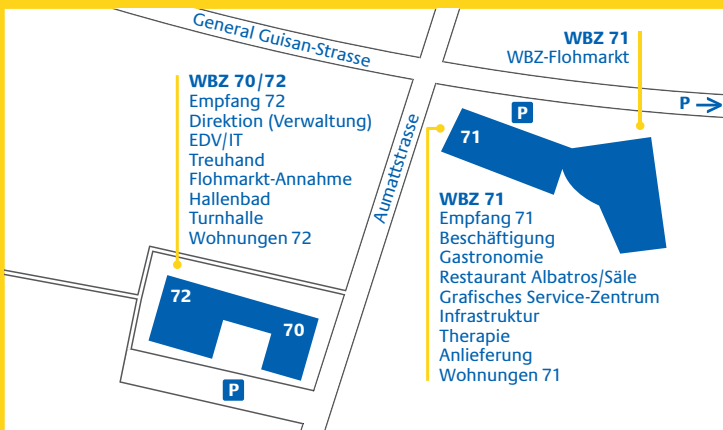 General Guisan-Strasse
WBZ 71
WBZ-Flohmarkt
P →
WBZ 70/72
Empfang 72
Direktion (Verwaltung)
EDV/IT
Treuhand
Flohmarkt-Annahme
Hallenbad
Turnhalle
Wohnungen 72
Aumattstrasse
P
71
WBZ 71
Empfang 71
Beschäftigung
Gastronomie
Restaurant Albatros/Säle
Grafisches Service-Zentrum
Infrastruktur
Therapie
Anlieferung
Wohnungen 71
72
70
P